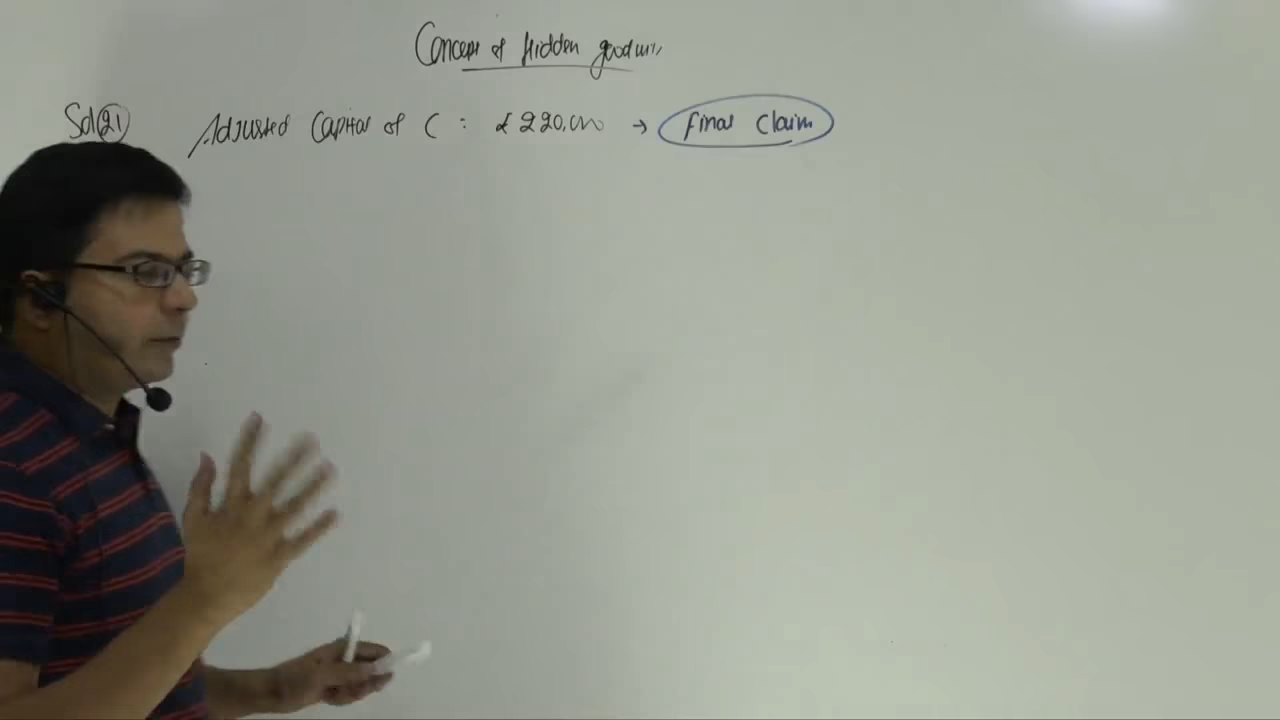 Concept of Hidden goodwill
Sol(21) Adjusted Capital of C : ₹ 220,000 → Final Claim